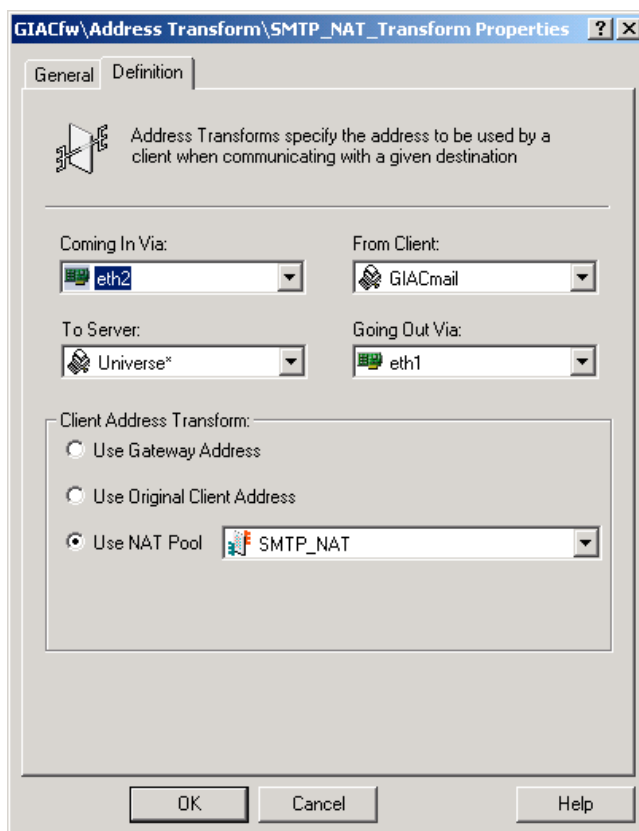 GIACfw\Address Transform\SMTP_NAT_Transform Properties ? X
General Definition
Address Transforms specify the address to be used by a
client when communicating with a given destination
Coming In Via: From Client:
eth2 GIACmail
To Server: Going Out Via:
Universe* eth1
Client Address Transform:
Use Gateway Address
Use Original Client Address
Use NAT Pool SMTP_NAT
OK Cancel Help